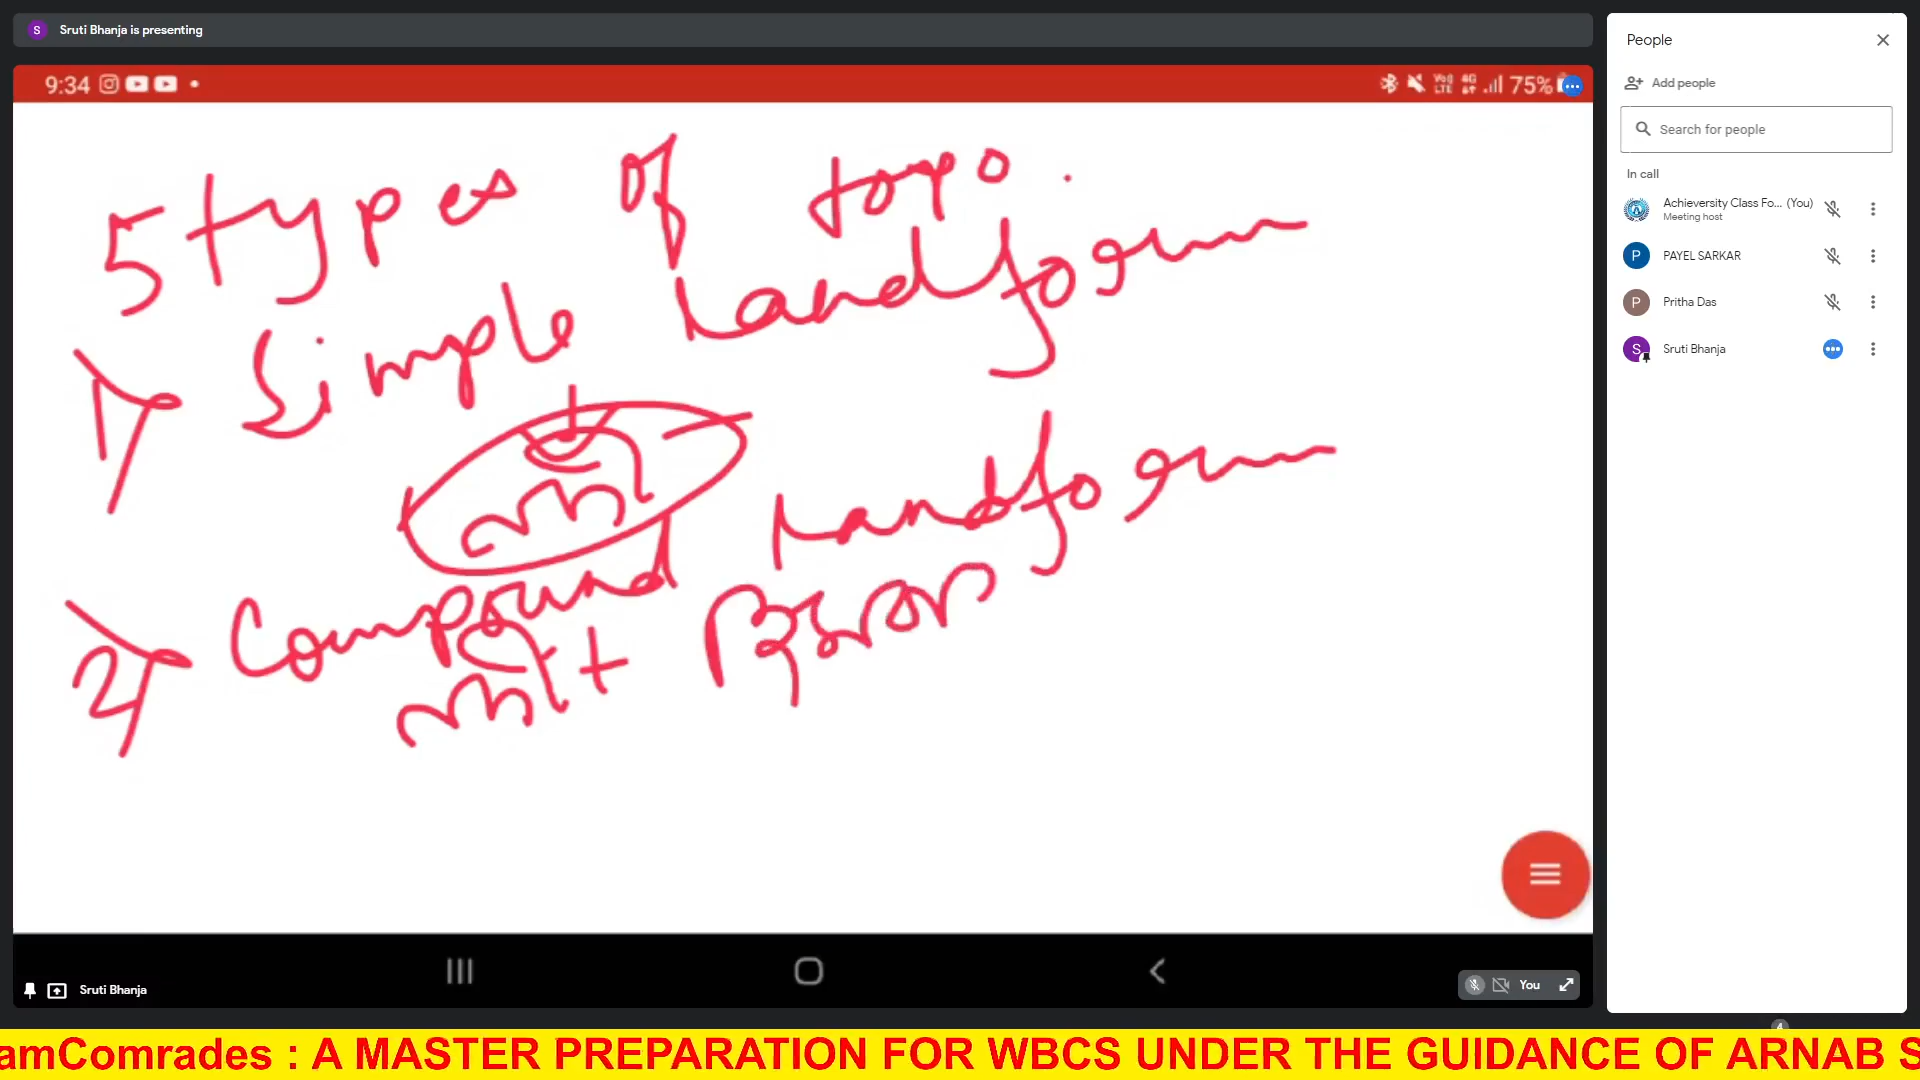 Sruti Bhanja is presenting
9:34
75%
5 types of topo.
1) Simple Landform
2) Compound Landform
Sruti Bhanja
You
People
Add people
Search for people
In call
Achieversity Class Fo... (You)
Meeting host
P PAYEL SARKAR
P Pritha Das
S Sruti Bhanja
4
amComrades : A MASTER PREPARATION FOR WBCS UNDER THE GUIDANCE OF ARNAB S